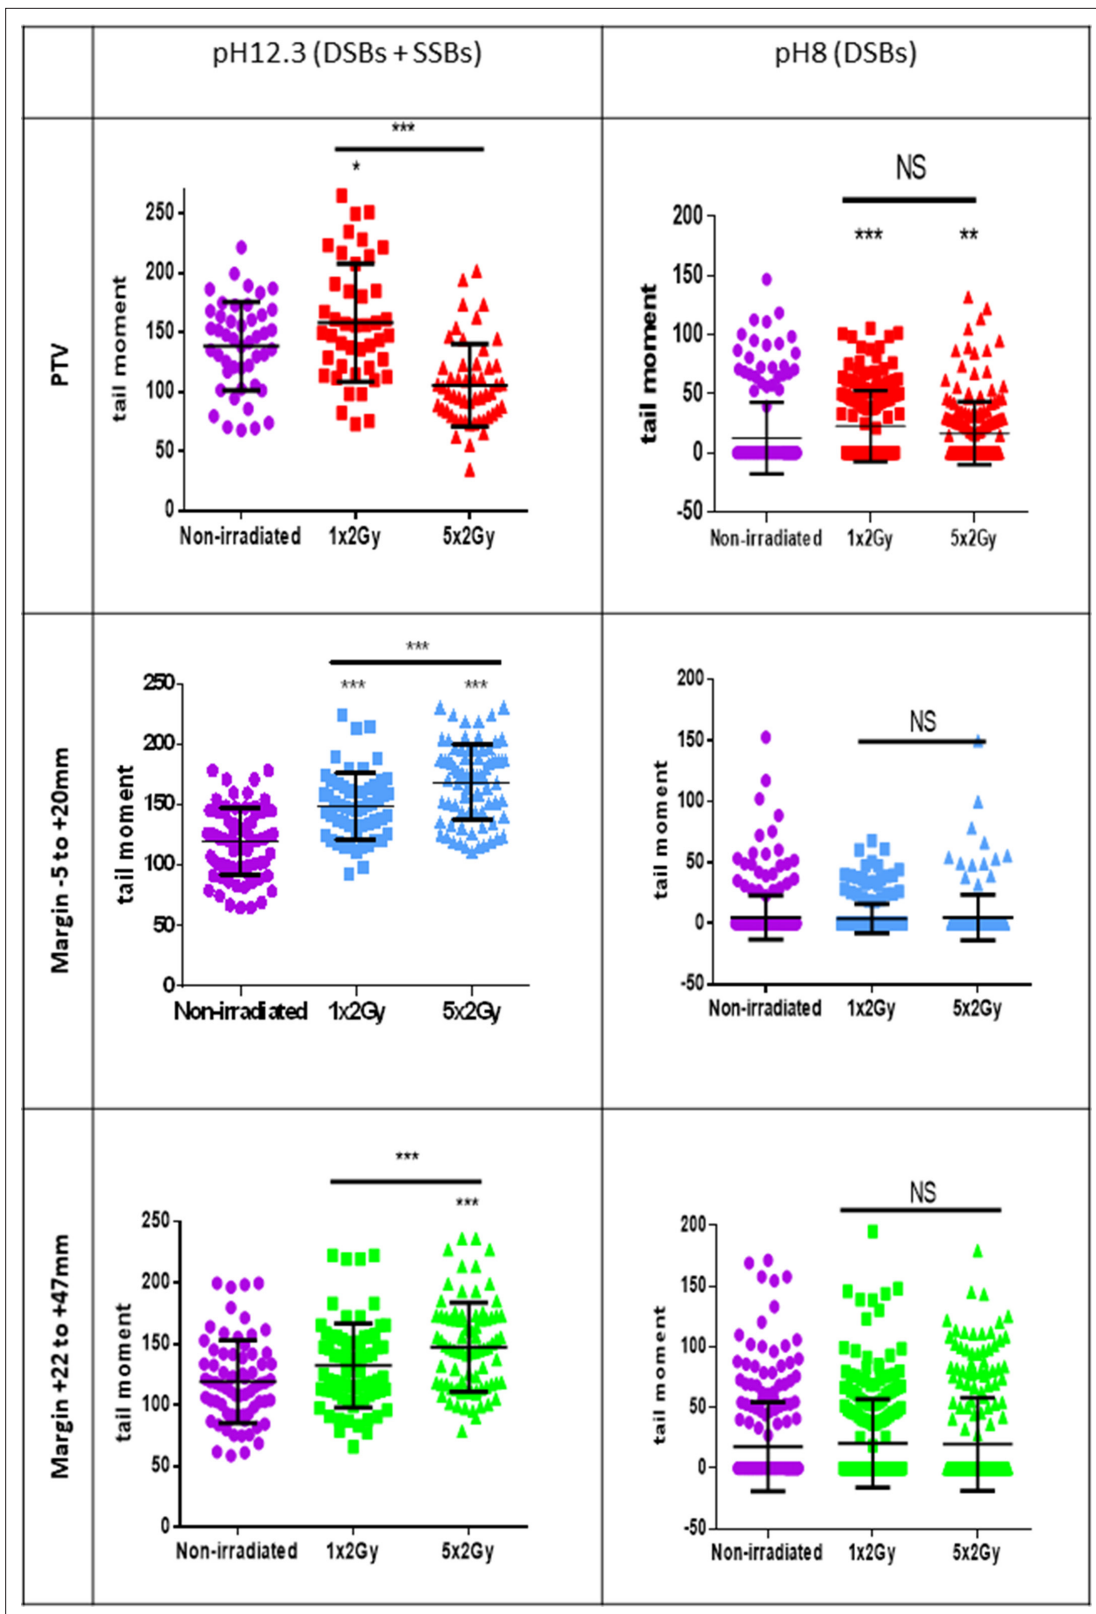 pH12.3 (DSBs + SSBs)
pH8 (DSBs)
PTV
***
*
tail moment
250
200
150
100
50
0
Non-irradiated 1x2Gy 5x2Gy
NS
*** **
tail moment
200
150
100
50
0
-50
Non-irradiated 1x2Gy 5x2Gy
Margin -5 to +20mm
***
*** ***
tail moment
250
200
150
100
50
0
Non-irradiated 1x2Gy 5x2Gy
NS
tail moment
200
150
100
50
0
-50
Non-irradiated 1x2Gy 5x2Gy
Margin +22 to +47mm
***
***
tail moment
250
200
150
100
50
0
Non-irradiated 1x2Gy 5x2Gy
NS
tail moment
200
150
100
50
0
-50
Non-irradiated 1x2Gy 5x2Gy